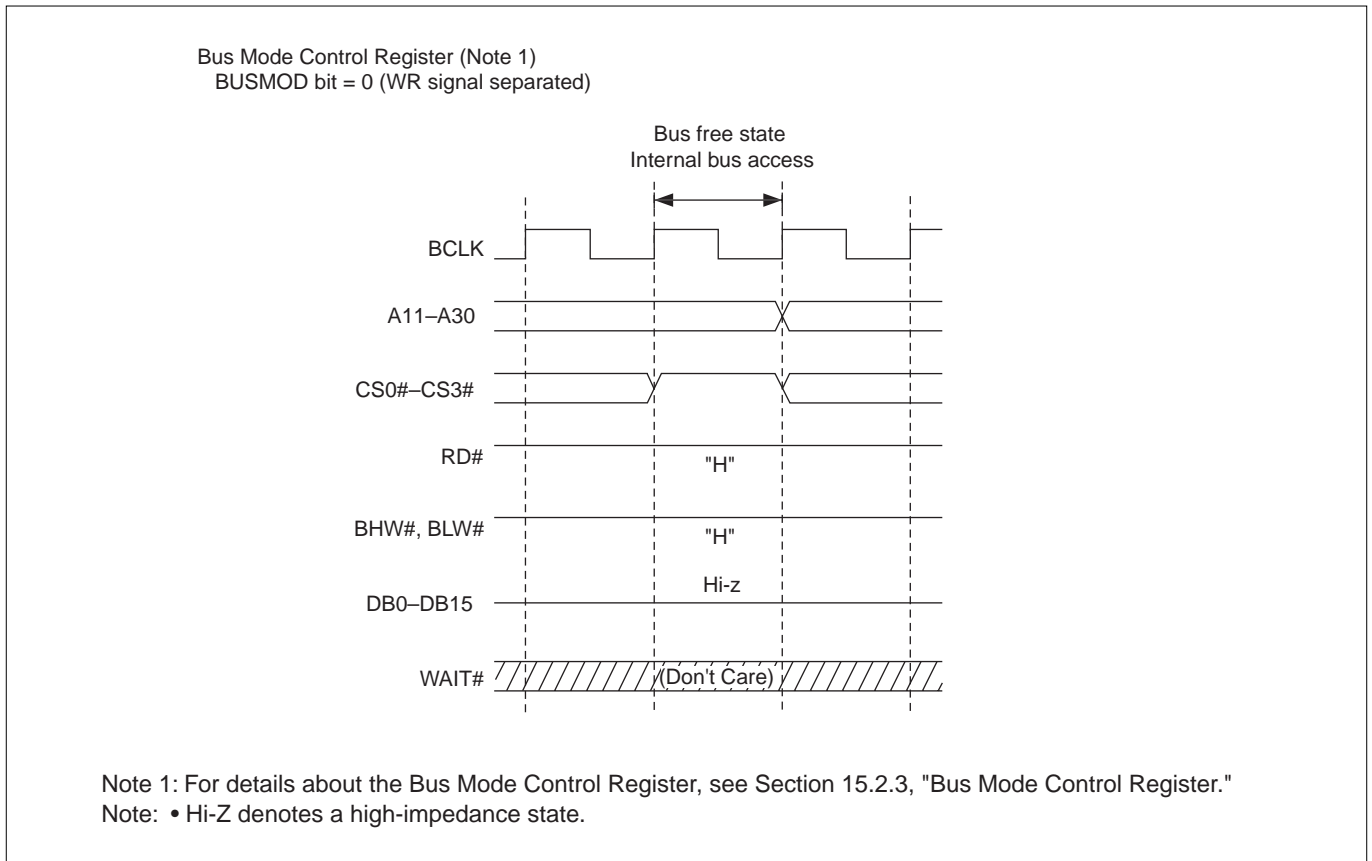 Bus Mode Control Register (Note 1)
BUSMOD bit = 0 (WR signal separated)
Bus free state
Internal bus access
BCLK
A11–A30
CS0#–CS3#
RD#
"H"
BHW#, BLW#
"H"
Hi-z
DB0–DB15
WAIT#
(Don't Care)
Note 1: For details about the Bus Mode Control Register, see Section 15.2.3, "Bus Mode Control Register."
Note: • Hi-Z denotes a high-impedance state.